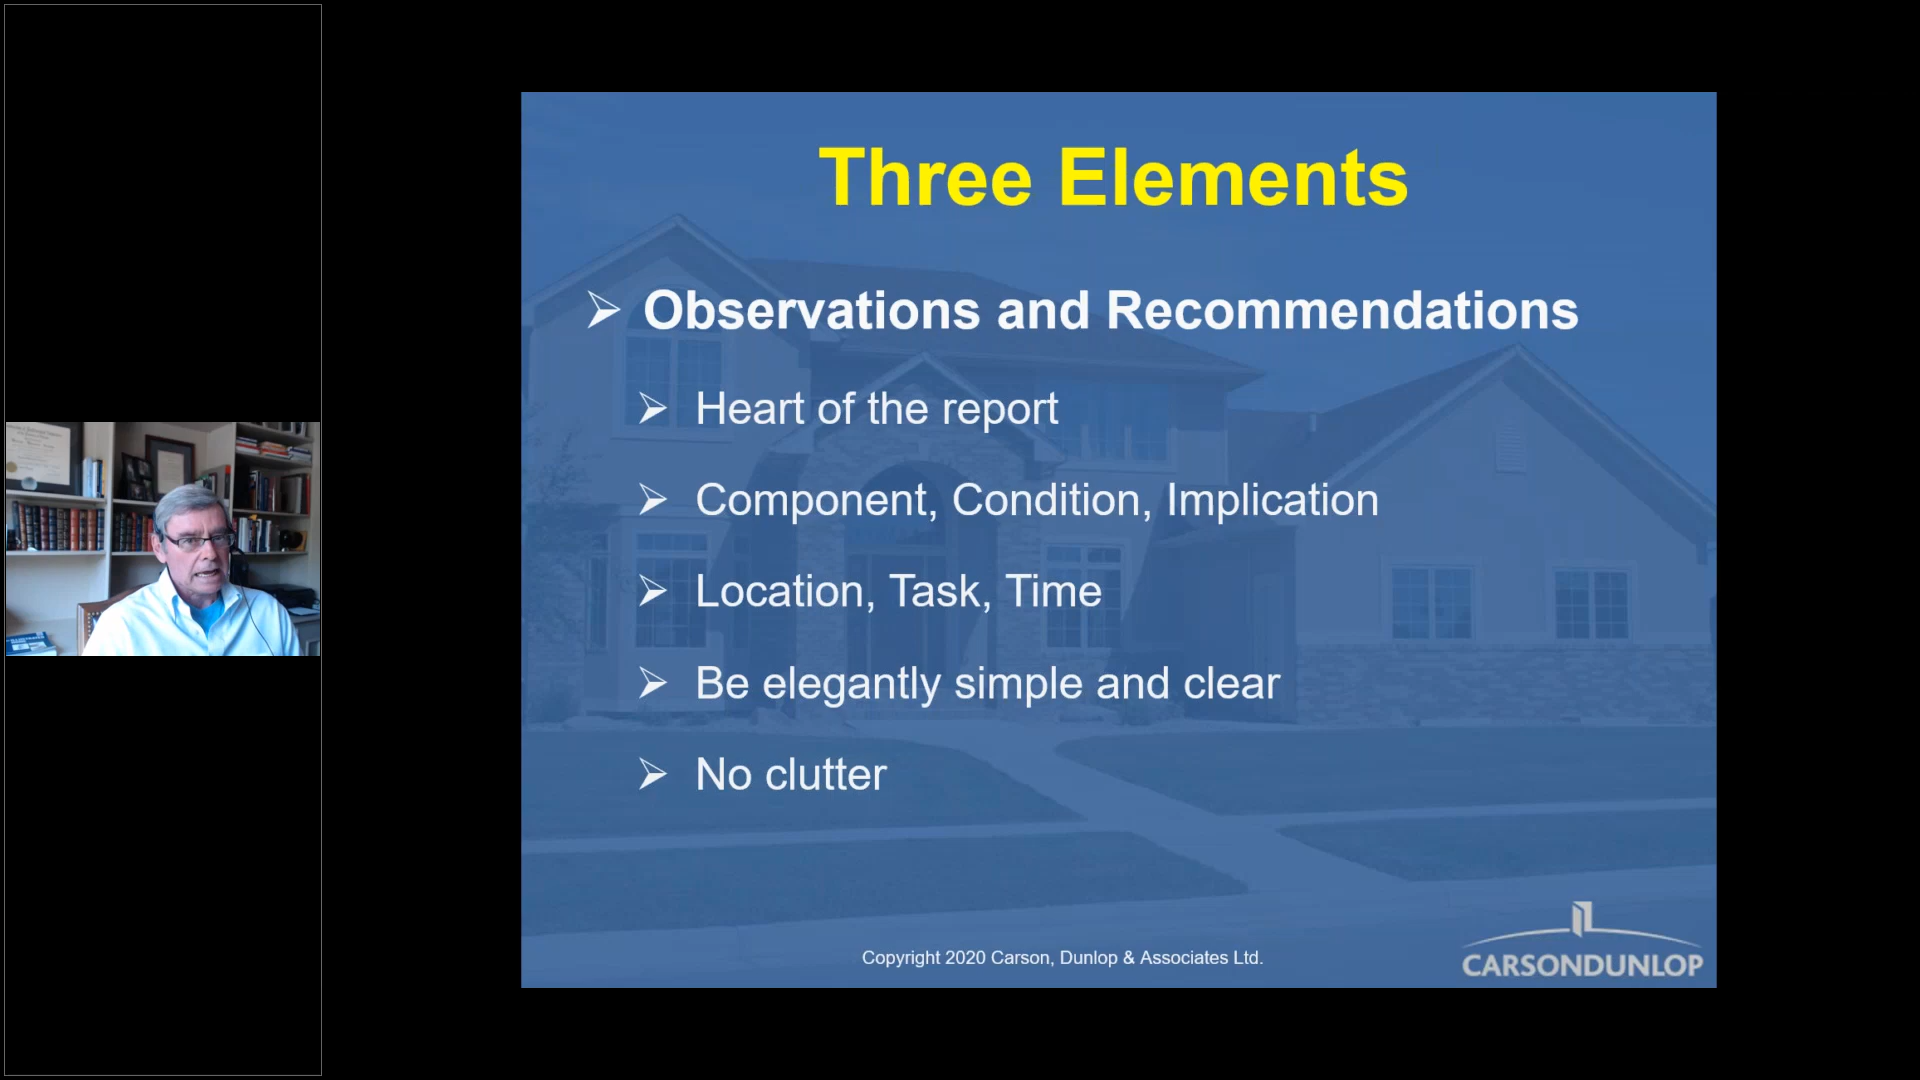 Three Elements
➢ Observations and Recommendations
➢ Heart of the report
➢ Component, Condition, Implication
➢ Location, Task, Time
➢ Be elegantly simple and clear
➢ No clutter
Copyright 2020 Carson, Dunlop & Associates Ltd.
CARSONDUNLOP